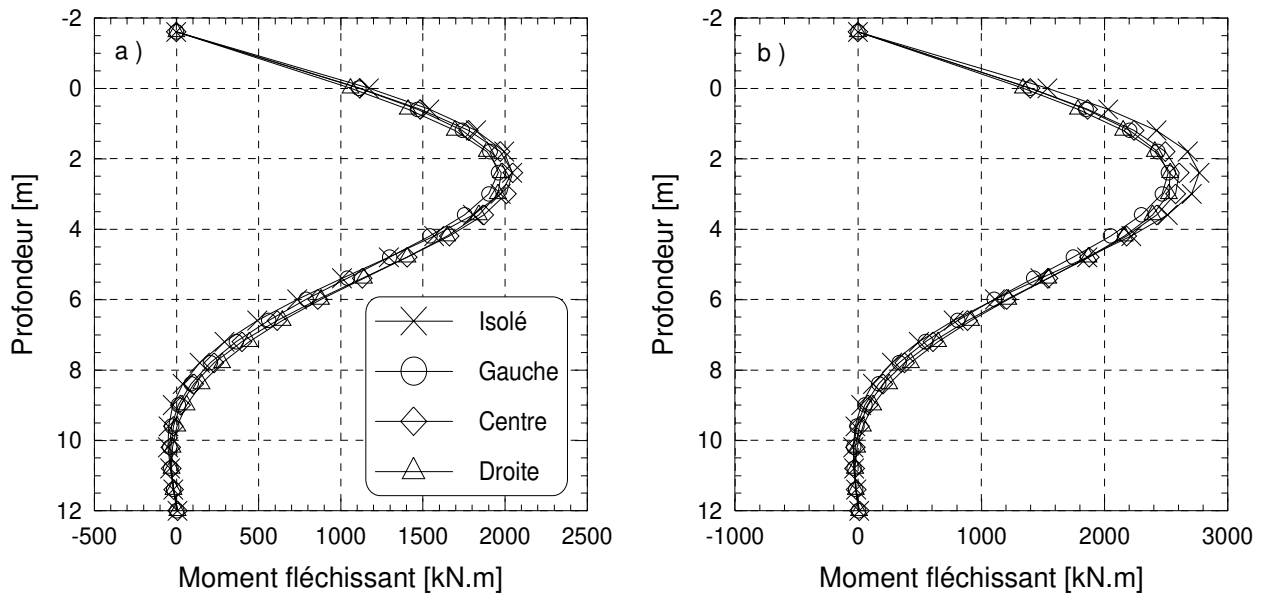 a )
Profondeur [m]
-2
0
2
4
6
8
10
12
-500
0
500
1000
1500
2000
2500
Moment fléchissant [kN.m]
Isolé
Gauche
Centre
Droite
b )
Profondeur [m]
-2
0
2
4
6
8
10
12
-1000
0
1000
2000
3000
Moment fléchissant [kN.m]